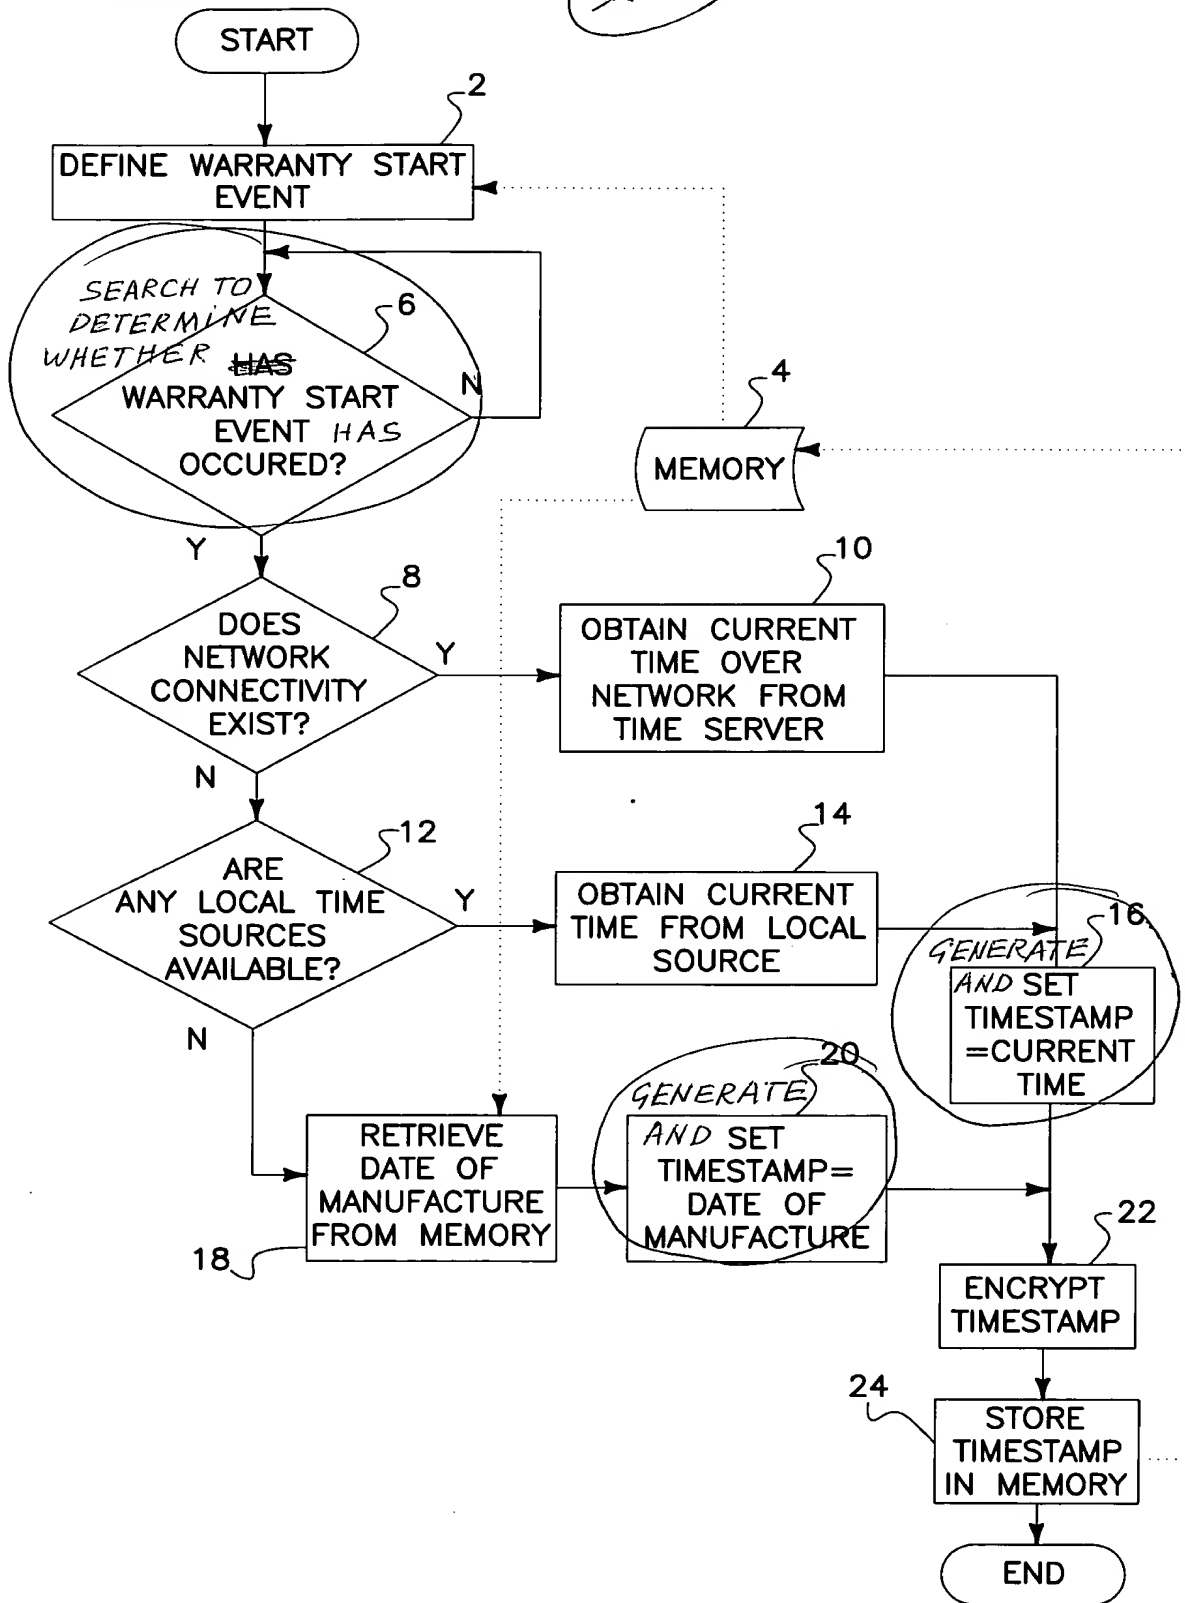 START
2
DEFINE WARRANTY START
EVENT
SEARCH TO
DETERMINE
WHETHER HAS
6
WARRANTY START
EVENT HAS
OCCURED?
N
Y
4
MEMORY
8
DOES
NETWORK
CONNECTIVITY
EXIST?
Y
N
10
OBTAIN CURRENT
TIME OVER
NETWORK FROM
TIME SERVER
12
ARE
ANY LOCAL TIME
SOURCES
AVAILABLE?
Y
N
14
OBTAIN CURRENT
TIME FROM LOCAL
SOURCE
16
GENERATE
AND SET
TIMESTAMP
=CURRENT
TIME
RETRIEVE
DATE OF
MANUFACTURE
FROM MEMORY
18
20
GENERATE
AND SET
TIMESTAMP=
DATE OF
MANUFACTURE
22
ENCRYPT
TIMESTAMP
24
STORE
TIMESTAMP
IN MEMORY
END